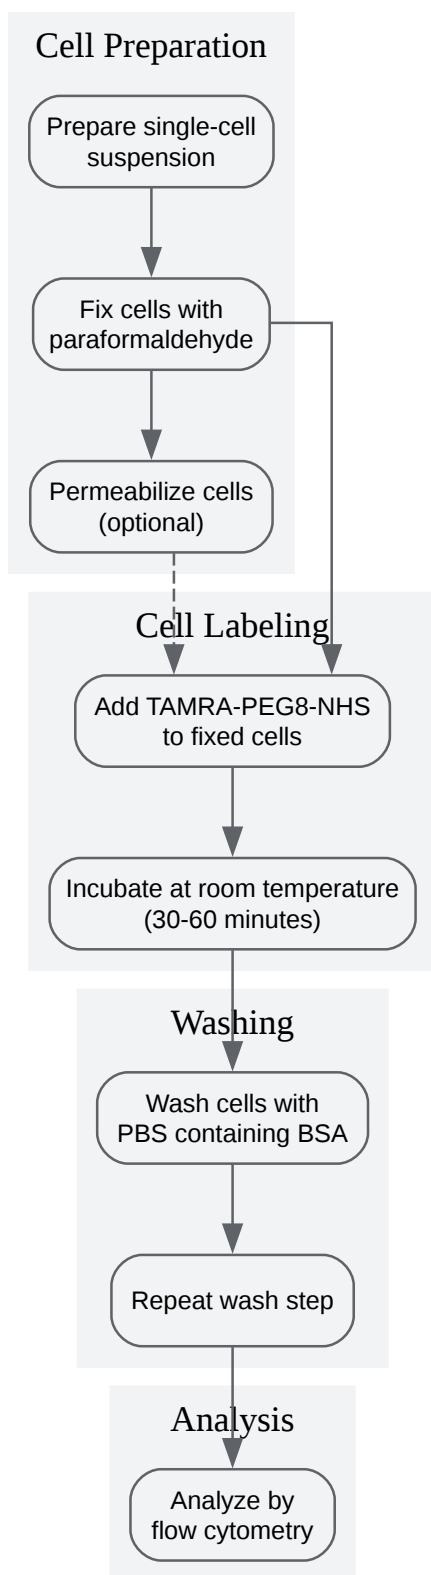 Cell Preparation
Prepare single-cell
suspension
Fix cells with
paraformaldehyde
Permeabilize cells
(optional)
Cell Labeling
Add TAMRA-PEG8-NHS
to fixed cells
Incubate at room temperature
(30-60 minutes)
Washing
Wash cells with
PBS containing BSA
Repeat wash step
Analysis
Analyze by
flow cytometry